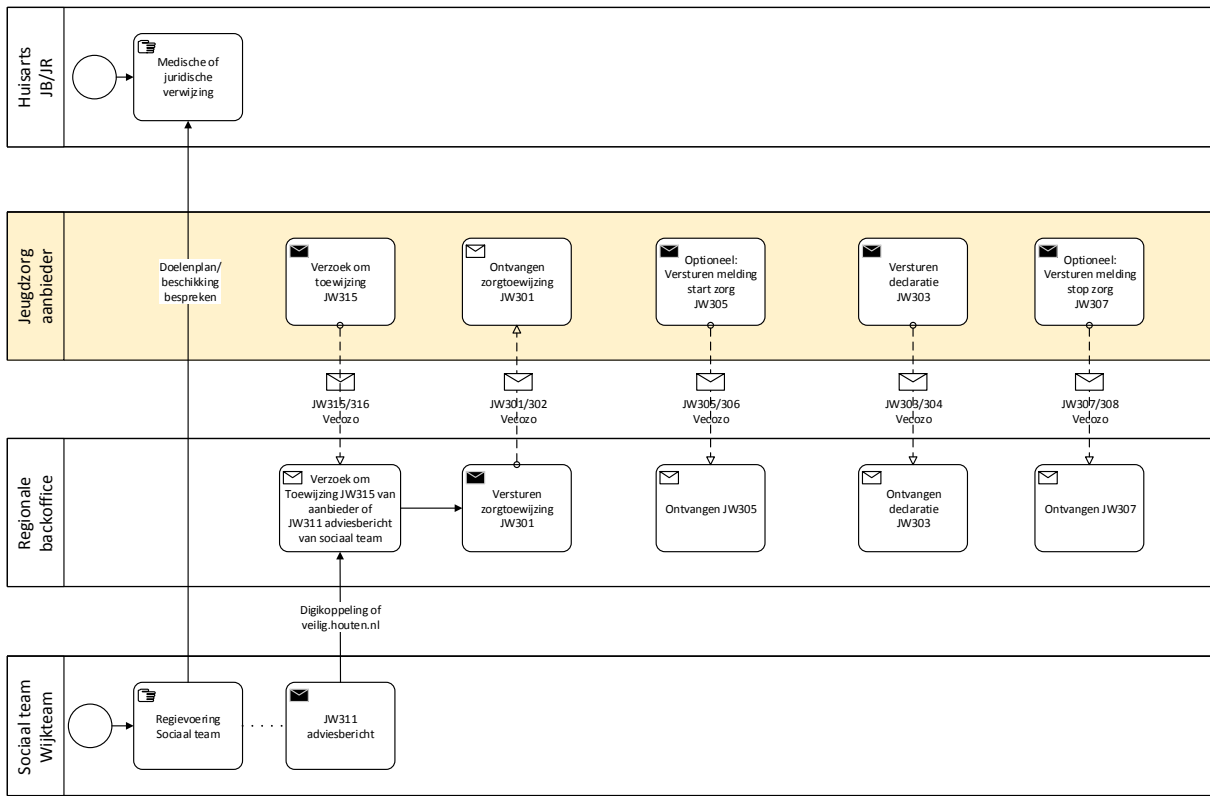 Huisarts
JB/JR
Medische of
juridische
verwijzing
Jeugdzorg
aanbieder
Doelenplan/
beschikking
bespreken
Verzoek om
toewijzing
JW315
Ontvangen
zorgtoewijzing
JW301
Optioneel:
Versturen melding
start zorg
JW305
Versturen
declaratie
JW303
Optioneel:
Versturen melding
stop zorg
JW307
JW315/316
Vecozo
JW301/302
Vecozo
JW305/306
Vecozo
JW303/304
Vecozo
JW307/308
Vecozo
Regionale
backoffice
Verzoek om
Toewijzing JW315 van
aanbieder of
JW311 adviesbericht
van sociaal team
Versturen
zorgtoewijzing
JW301
Ontvangen JW305
Ontvangen
declaratie
JW303
Ontvangen JW307
Digikoppeling of
veilig.houten.nl
Sociaal team
Wijkteam
Regievoering
Sociaal team
JW311
adviesbericht